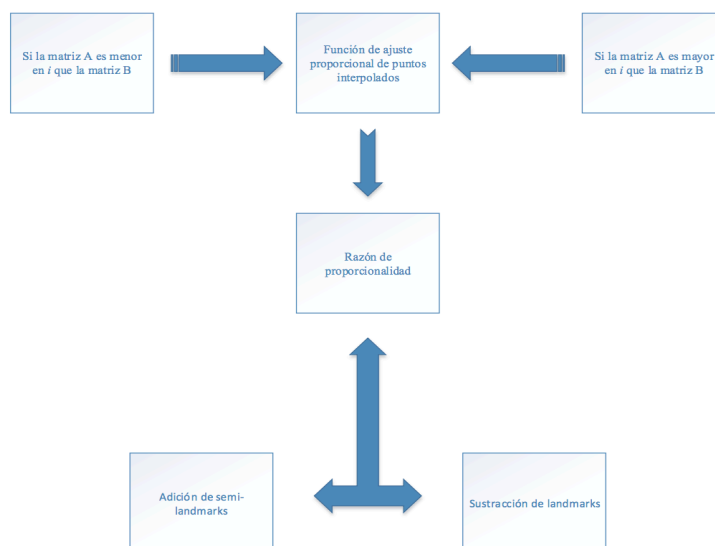 Si la matriz A es menor
en i que la matriz B
Función de ajuste
proporcional de puntos
interpolados
Si la matriz A es mayor
en i que la matriz B
Razón de
proporcionalidad
Adición de semi-
landmarks
Sustracción de landmarks